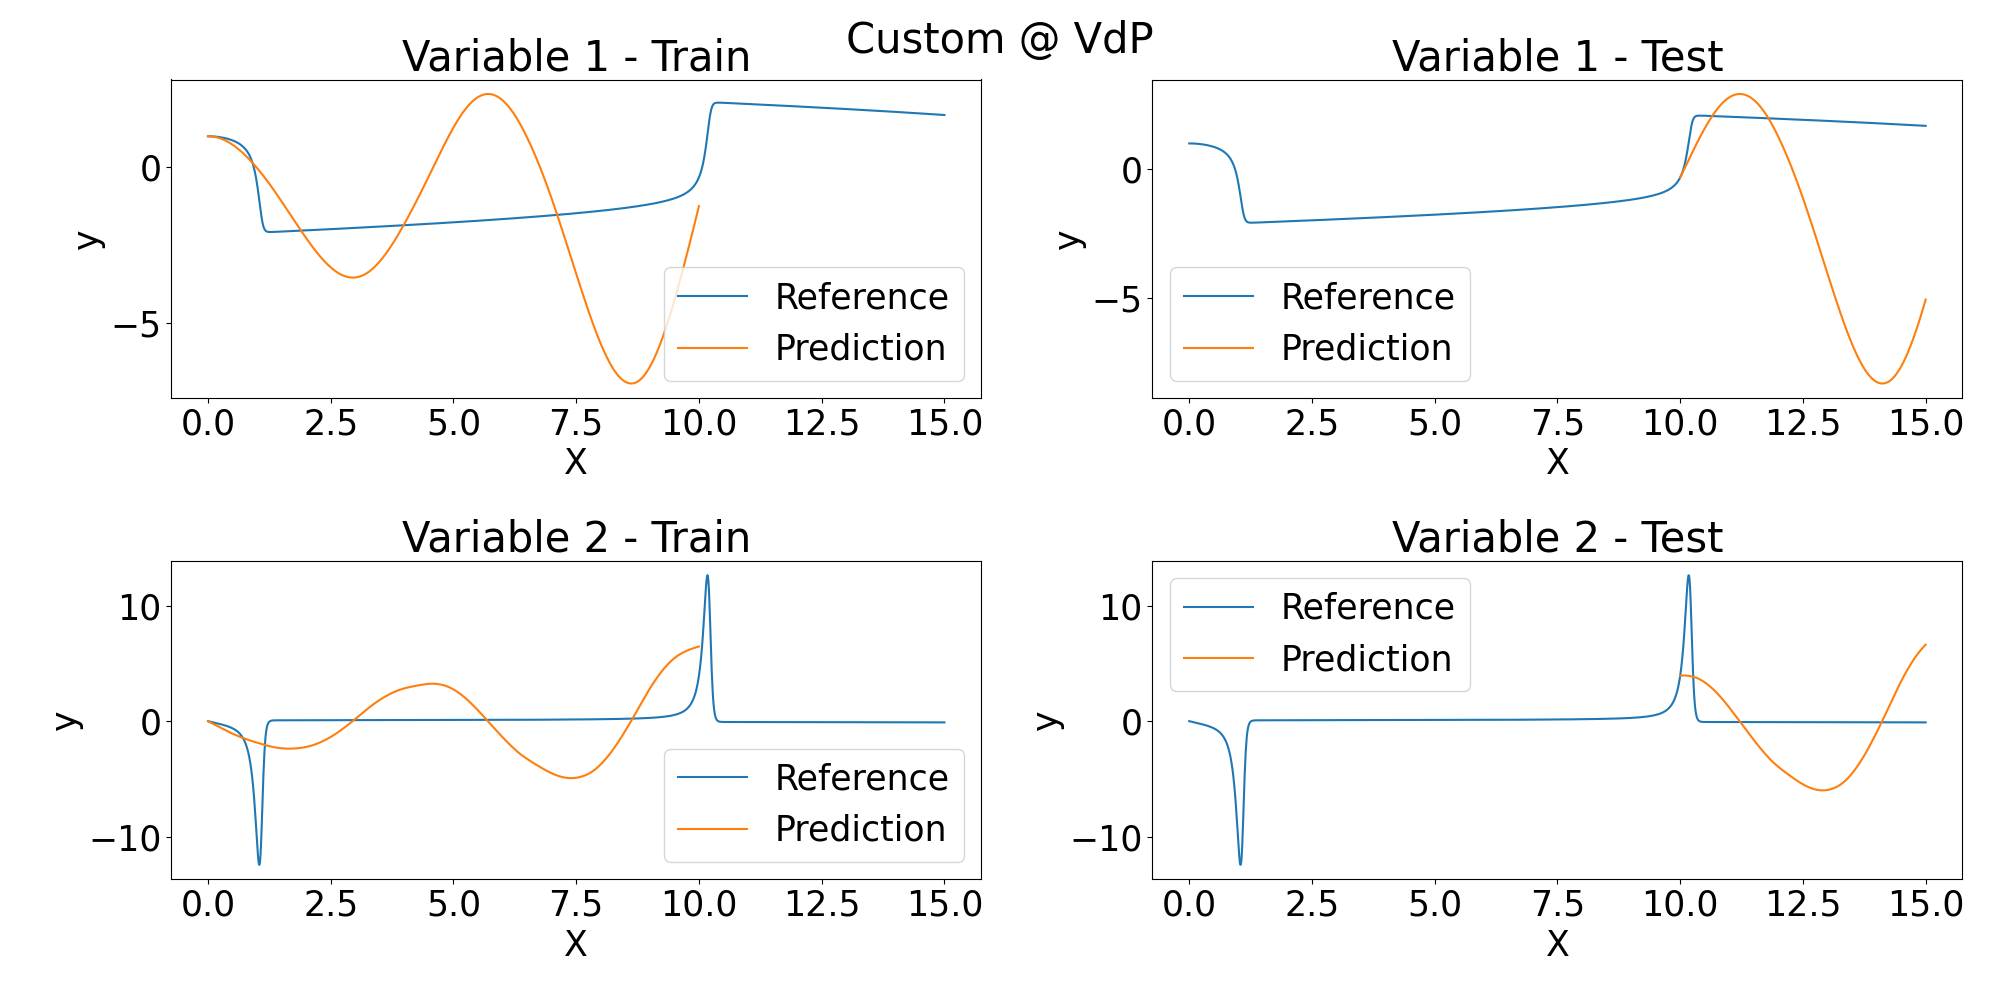 Custom @ VdP
Variable 1 - Train
Variable 1 - Test
0
−5
y
Reference
Prediction
0.0 2.5 5.0 7.5 10.0 12.5 15.0
X
0
−5
y
Reference
Prediction
0.0 2.5 5.0 7.5 10.0 12.5 15.0
X
Variable 2 - Train
Variable 2 - Test
10
0
−10
y
Reference
Prediction
0.0 2.5 5.0 7.5 10.0 12.5 15.0
X
10
0
−10
y
Reference
Prediction
0.0 2.5 5.0 7.5 10.0 12.5 15.0
X